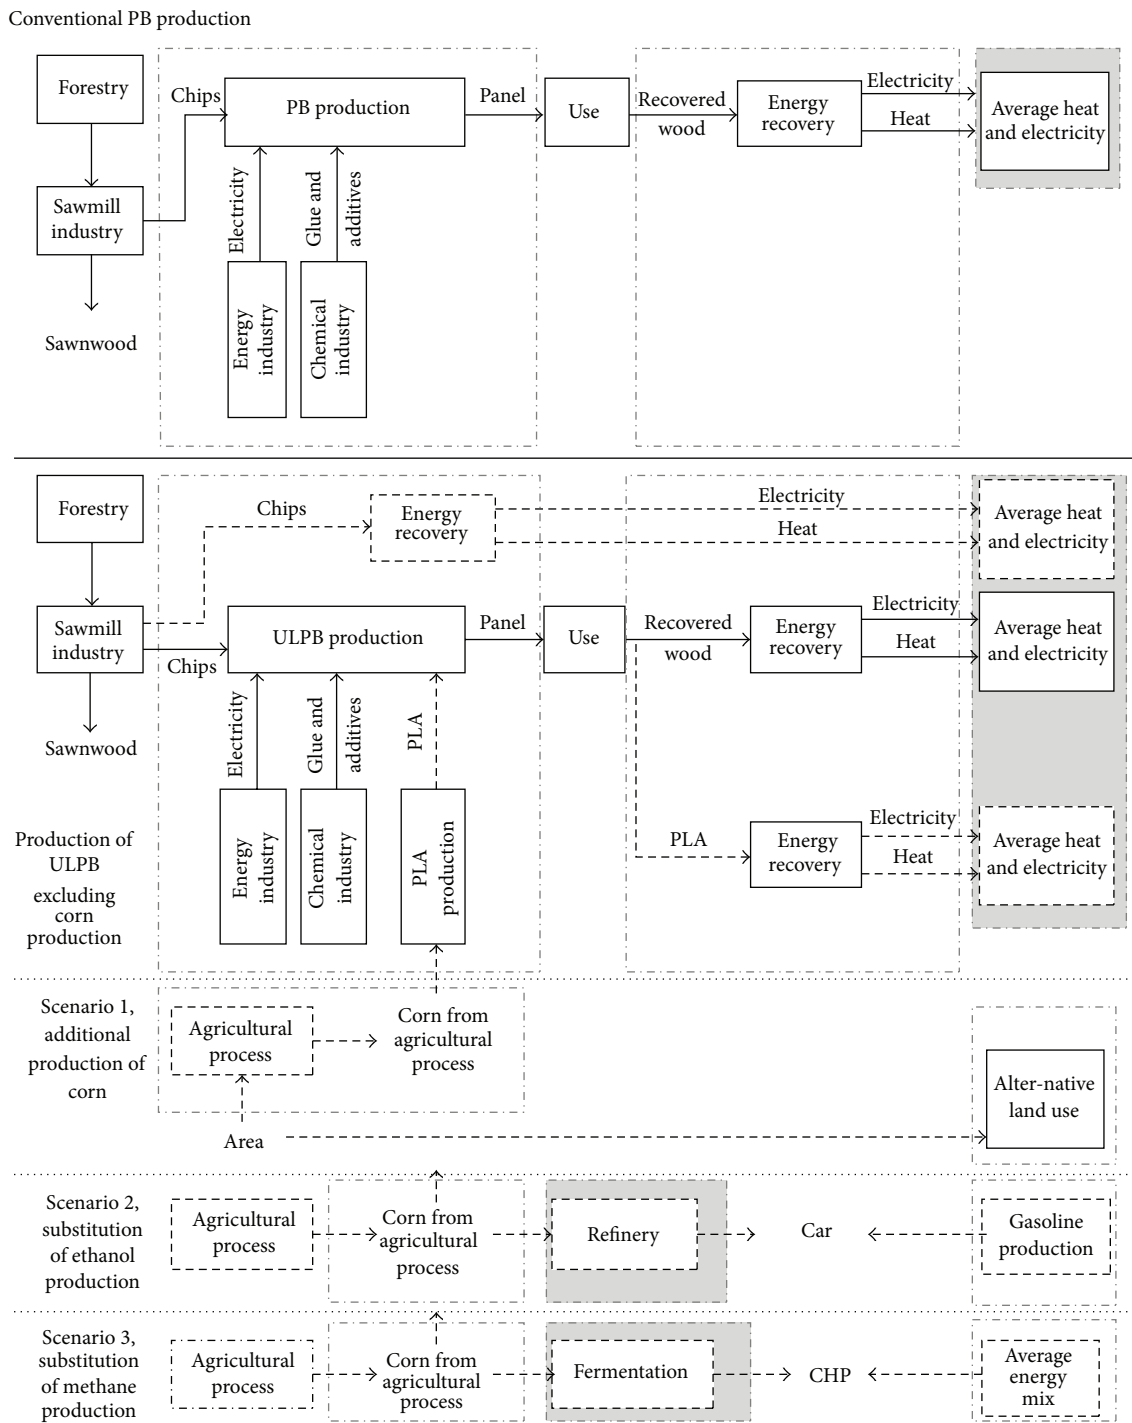 Conventional PB production
Forestry
Chips
PB production
Panel
Use
Recovered
wood
Energy
recovery
Electricity
Heat
Average heat
and electricity
Sawmill
industry
Sawnwood
Electricity
Glue and
additives
Energy
industry
Chemical
industry
Forestry
Chips
Energy
recovery
Electricity
Heat
Average heat
and electricity
Sawmill
industry
Chips
ULPB production
Panel
Use
Recovered
wood
Energy
recovery
Electricity
Heat
Average heat
and electricity
Sawnwood
Electricity
Glue and
additives
PLA
Energy
industry
Chemical
industry
PLA
production
PLA
Energy
recovery
Electricity
Heat
Average heat
and electricity
Production of
ULPB
excluding
corn
production
Scenario 1,
additional
production of
corn
Agricultural
process
Corn from
agricultural
process
Area
Alter-native
land use
Scenario 2,
substitution
of ethanol
production
Agricultural
process
Corn from
agricultural
process
Refinery
Car
Gasoline
production
Scenario 3,
substitution
of methane
production
Agricultural
process
Corn from
agricultural
process
Fermentation
CHP
Average
energy
mix